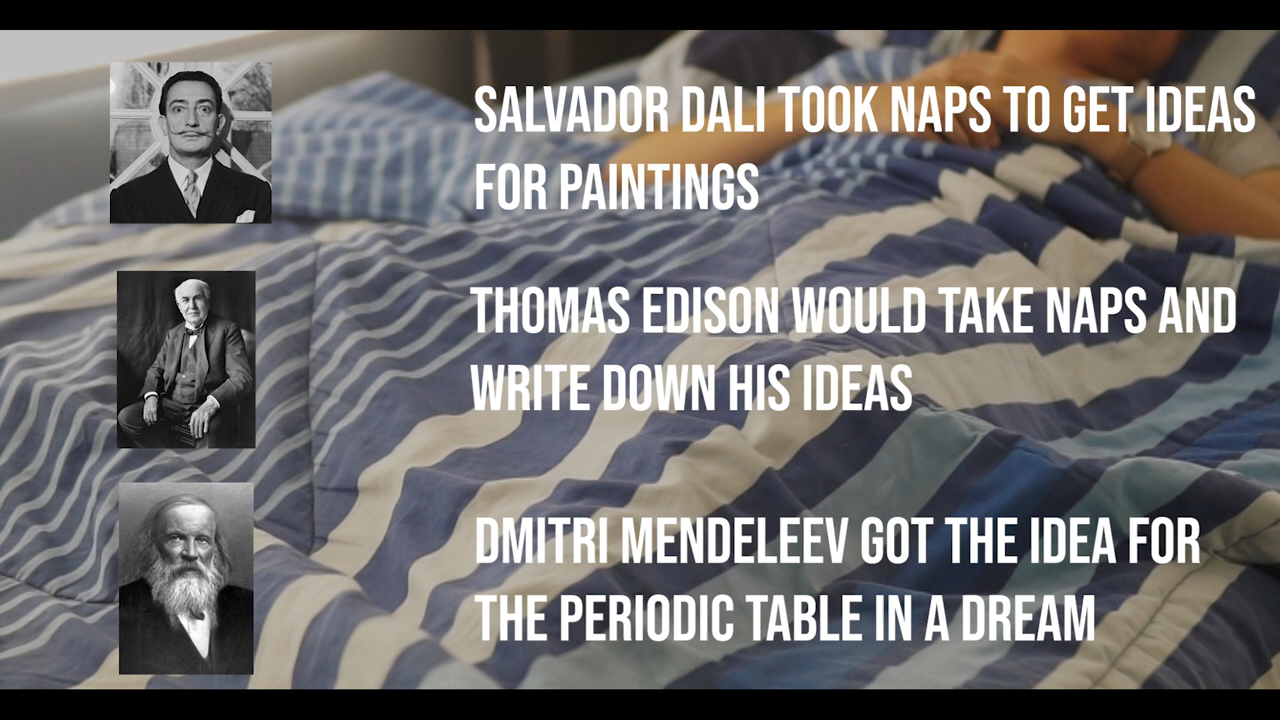 SALVADOR DALI TOOK NAPS TO GET IDEAS
FOR PAINTINGS
THOMAS EDISON WOULD TAKE NAPS AND
WRITE DOWN HIS IDEAS
DMITRI MENDELEEV GOT THE IDEA FOR
THE PERIODIC TABLE IN A DREAM